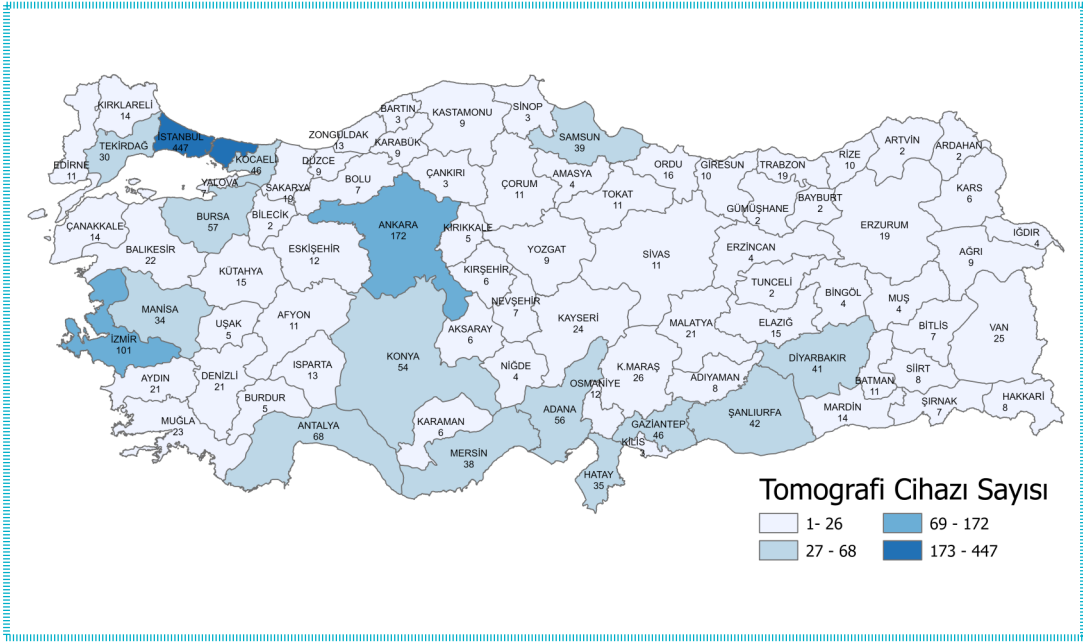 KIRKLARELİ
14
TEKİRDAĞ
30
EDİRNE
11
İSTANBUL
447
KOCAELİ
46
YALOVA
SAKARYA
19
DÜZCE
9
ZONGULDAK
13
BARTIN
3
KARABÜK
9
KASTAMONU
9
SİNOP
3
SAMSUN
39
BOLU
7
ÇANKIRI
3
ÇORUM
11
AMASYA
4
TOKAT
11
ORDU
16
GİRESUN
10
TRABZON
19
RİZE
10
ARTVİN
2
ARDAHAN
2
KARS
6
IĞDIR
4
AĞRI
9
ERZURUM
19
BAYBURT
2
GÜMÜŞHANE
2
ERZİNCAN
4
ÇANAKKALE
14
BALIKESİR
22
BURSA
57
BİLECİK
2
ESKİŞEHİR
12
KÜTAHYA
15
ANKARA
172
KIRIKKALE
5
YOZGAT
9
KIRŞEHİR
6
NEVŞEHİR
7
SİVAS
11
KAYSERİ
24
TUNCELİ
2
BİNGÖL
4
MUŞ
4
BİTLİS
7
VAN
25
MALATYA
21
ELAZIĞ
15
DİYARBAKIR
41
BATMAN
11
SİİRT
8
ŞIRNAK
7
HAKKARİ
8
MARDİN
14
ŞANLIURFA
42
ADIYAMAN
8
K.MARAŞ
26
GAZİANTEP
46
KİLİS
HATAY
35
OSMANİYE
12
ADANA
56
NİĞDE
4
AKSARAY
6
KONYA
54
KARAMAN
6
MERSİN
38
ANTALYA
68
ISPARTA
13
BURDUR
5
AFYON
11
UŞAK
5
MANİSA
34
İZMİR
101
AYDIN
21
DENİZLİ
21
MUĞLA
23
Tomografi Cihazı Sayısı
1- 26
27 - 68
69 - 172
173 - 447